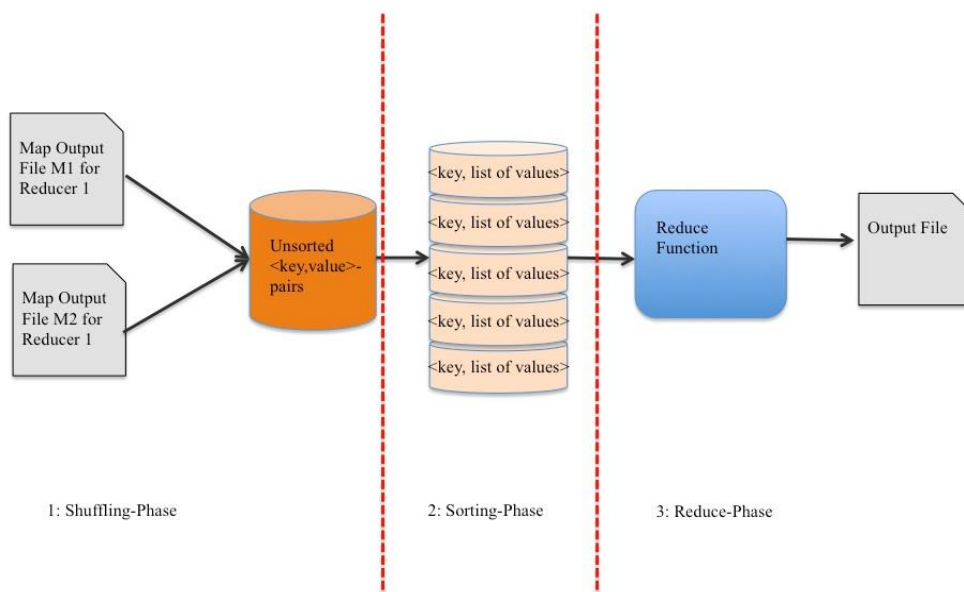 Map Output
File M1 for
Reducer 1
Map Output
File M2 for
Reducer 1
Unsorted
<key,value>-
pairs
<key, list of values>
<key, list of values>
<key, list of values>
<key, list of values>
<key, list of values>
Reduce
Function
Output File
1: Shuffling-Phase
2: Sorting-Phase
3: Reduce-Phase